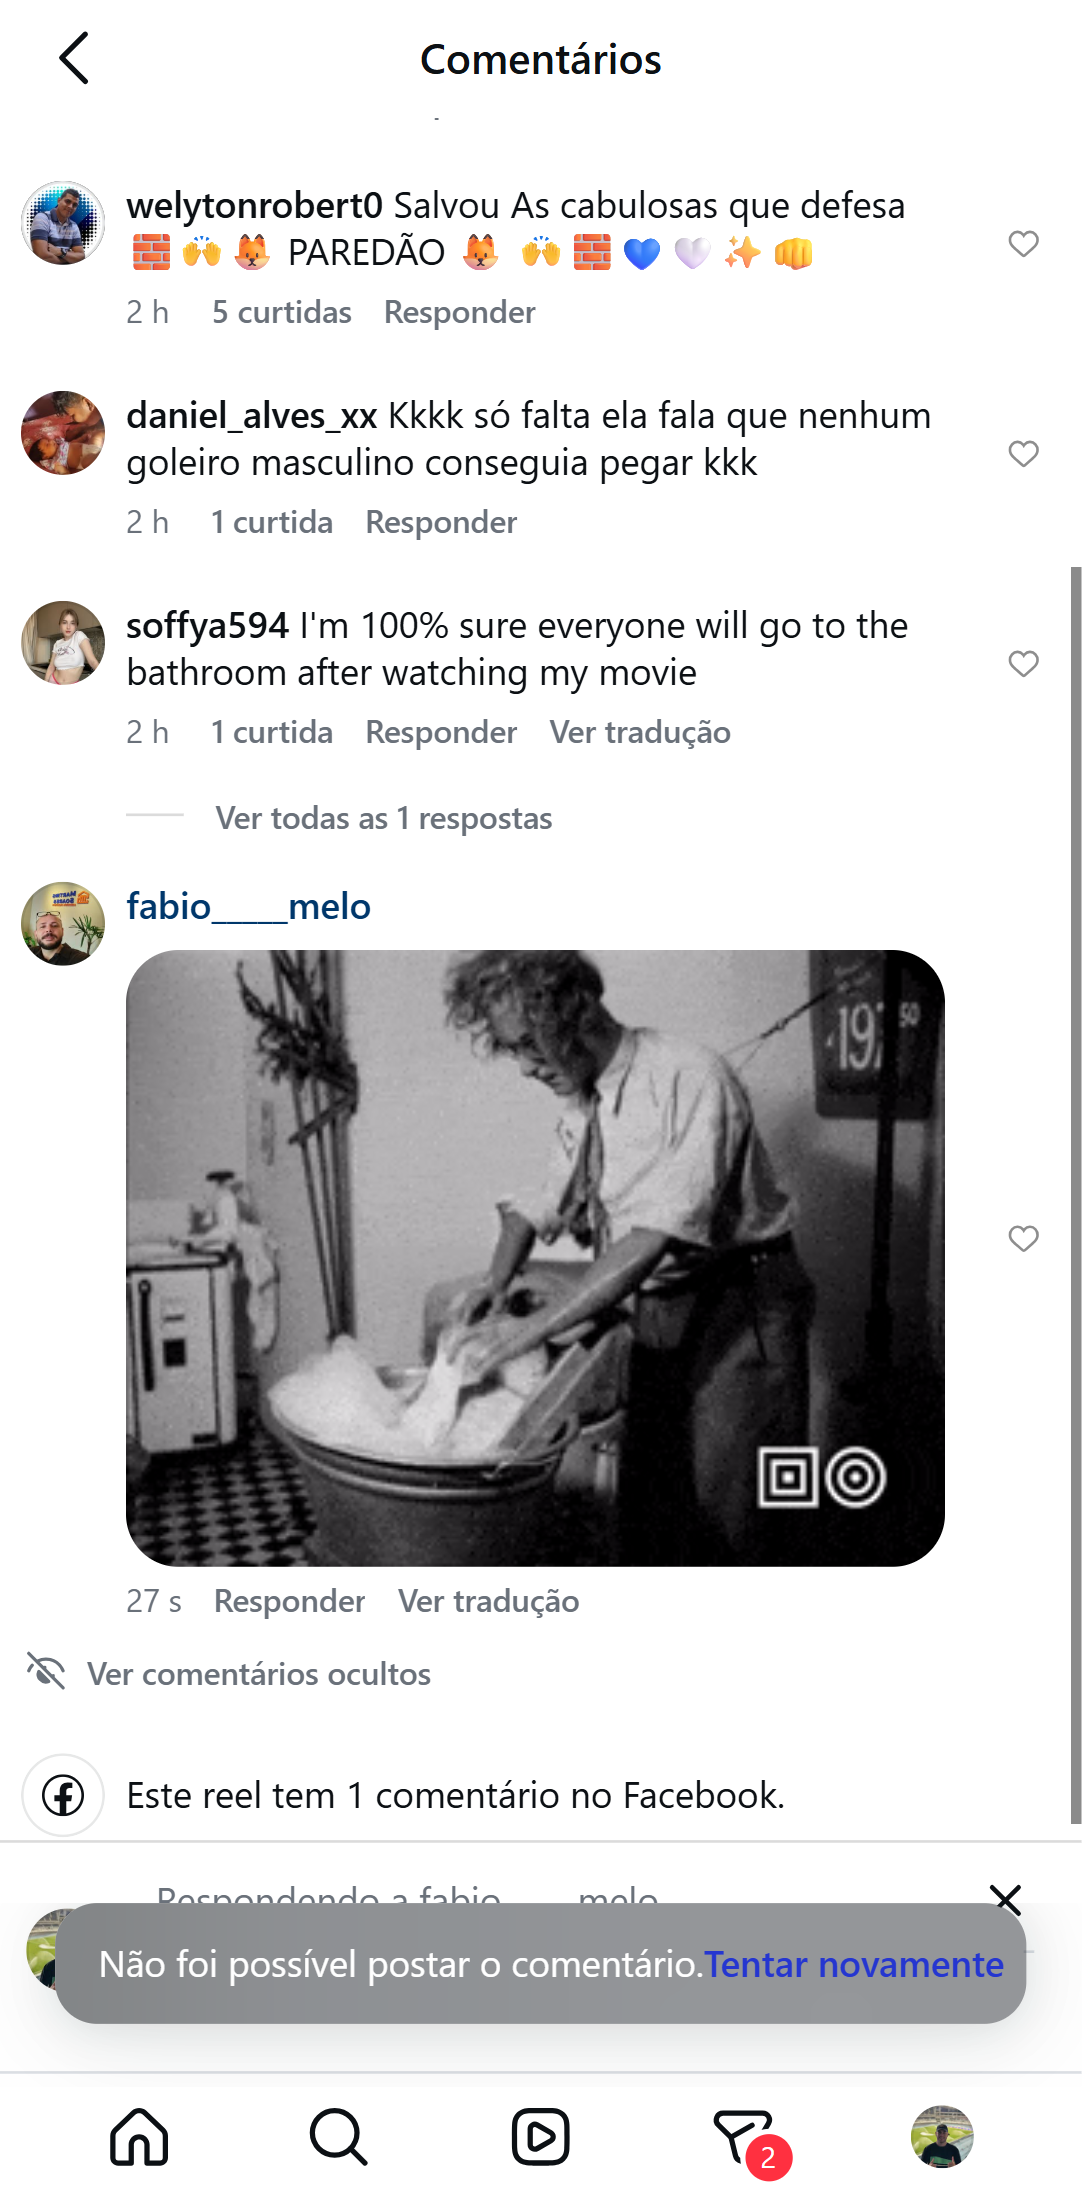 Comentários
welytonrobert0 Salvou As cabulosas que defesa
🧱🙌🦊 PAREDÃO 🦊 🙌🧱💙🤍✨👊
2 h 5 curtidas Responder
daniel_alves_xx Kkkk só falta ela fala que nenhum
goleiro masculino conseguia pegar kkk
2 h 1 curtida Responder
soffya594 I'm 100% sure everyone will go to the
bathroom after watching my movie
2 h 1 curtida Responder Ver tradução
Ver todas as 1 respostas
fabio_____melo
27 s Responder Ver tradução
Ver comentários ocultos
Este reel tem 1 comentário no Facebook.
Respondendo a fabio_____melo
Não foi possível postar o comentário.Tentar novamente
2